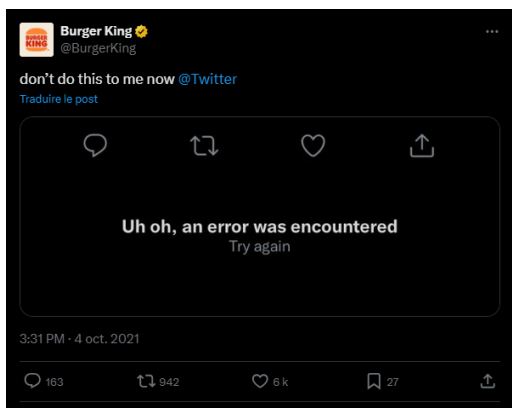 BURGER
KING
Burger King
@BurgerKing
don’t do this to me now @Twitter
Traduire le post
Uh oh, an error was encountered
Try again
3:31 PM · 4 oct. 2021
163 942 6 k 27